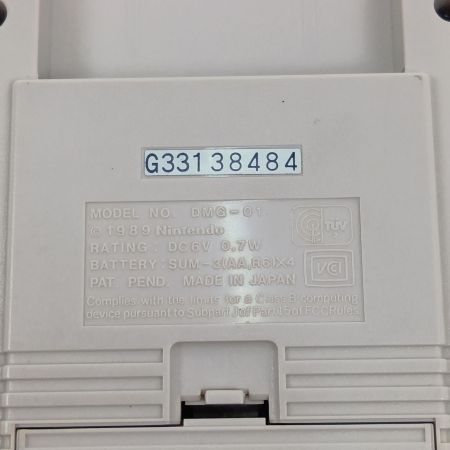 G33138484
MODEL NO. DMG-01
© 1989 Nintendo
RATING: DC6V 0.7W
BATTERY: SUM-3(AA,R6)X4
PAT. PEND. MADE IN JAPAN
Complies with the limits for a Class B computing
device pursuant to Subpart J of Part 15 of FCC Rules
TÜV
VCI